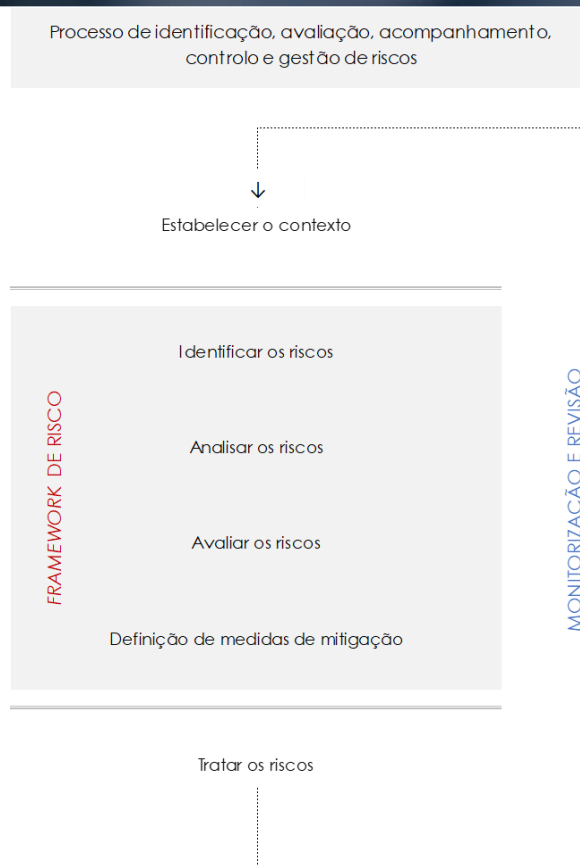 Processo de identificação, avaliação, acompanhamento,
controlo e gestão de riscos
Estabelecer o contexto
Identificar os riscos
Analisar os riscos
Avaliar os riscos
Definição de medidas de mitigação
FRAMEWORK DE RISCO
MONITORIZAÇÃO E REVISÃO
Tratar os riscos